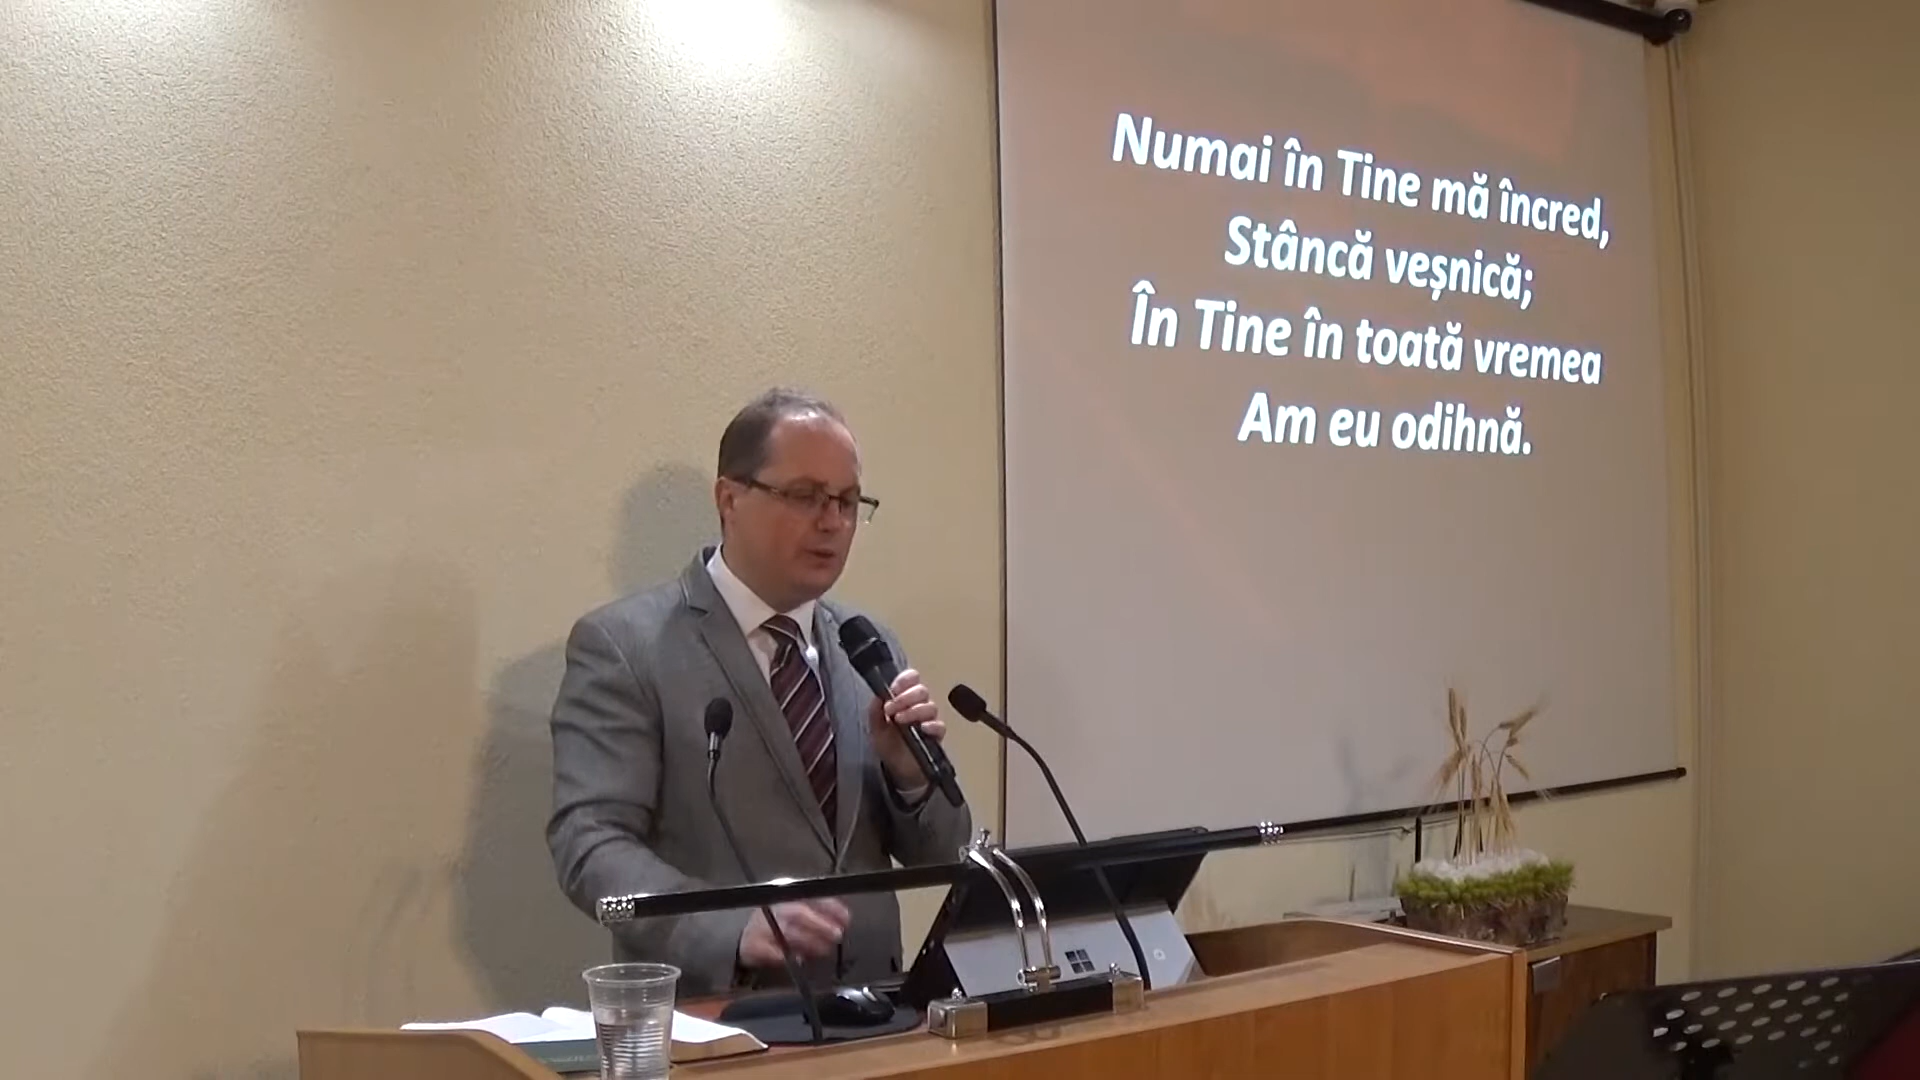 Numai în Tine mă încred,
Stâncă veșnică;
În Tine în toată vremea
Am eu odihnă.